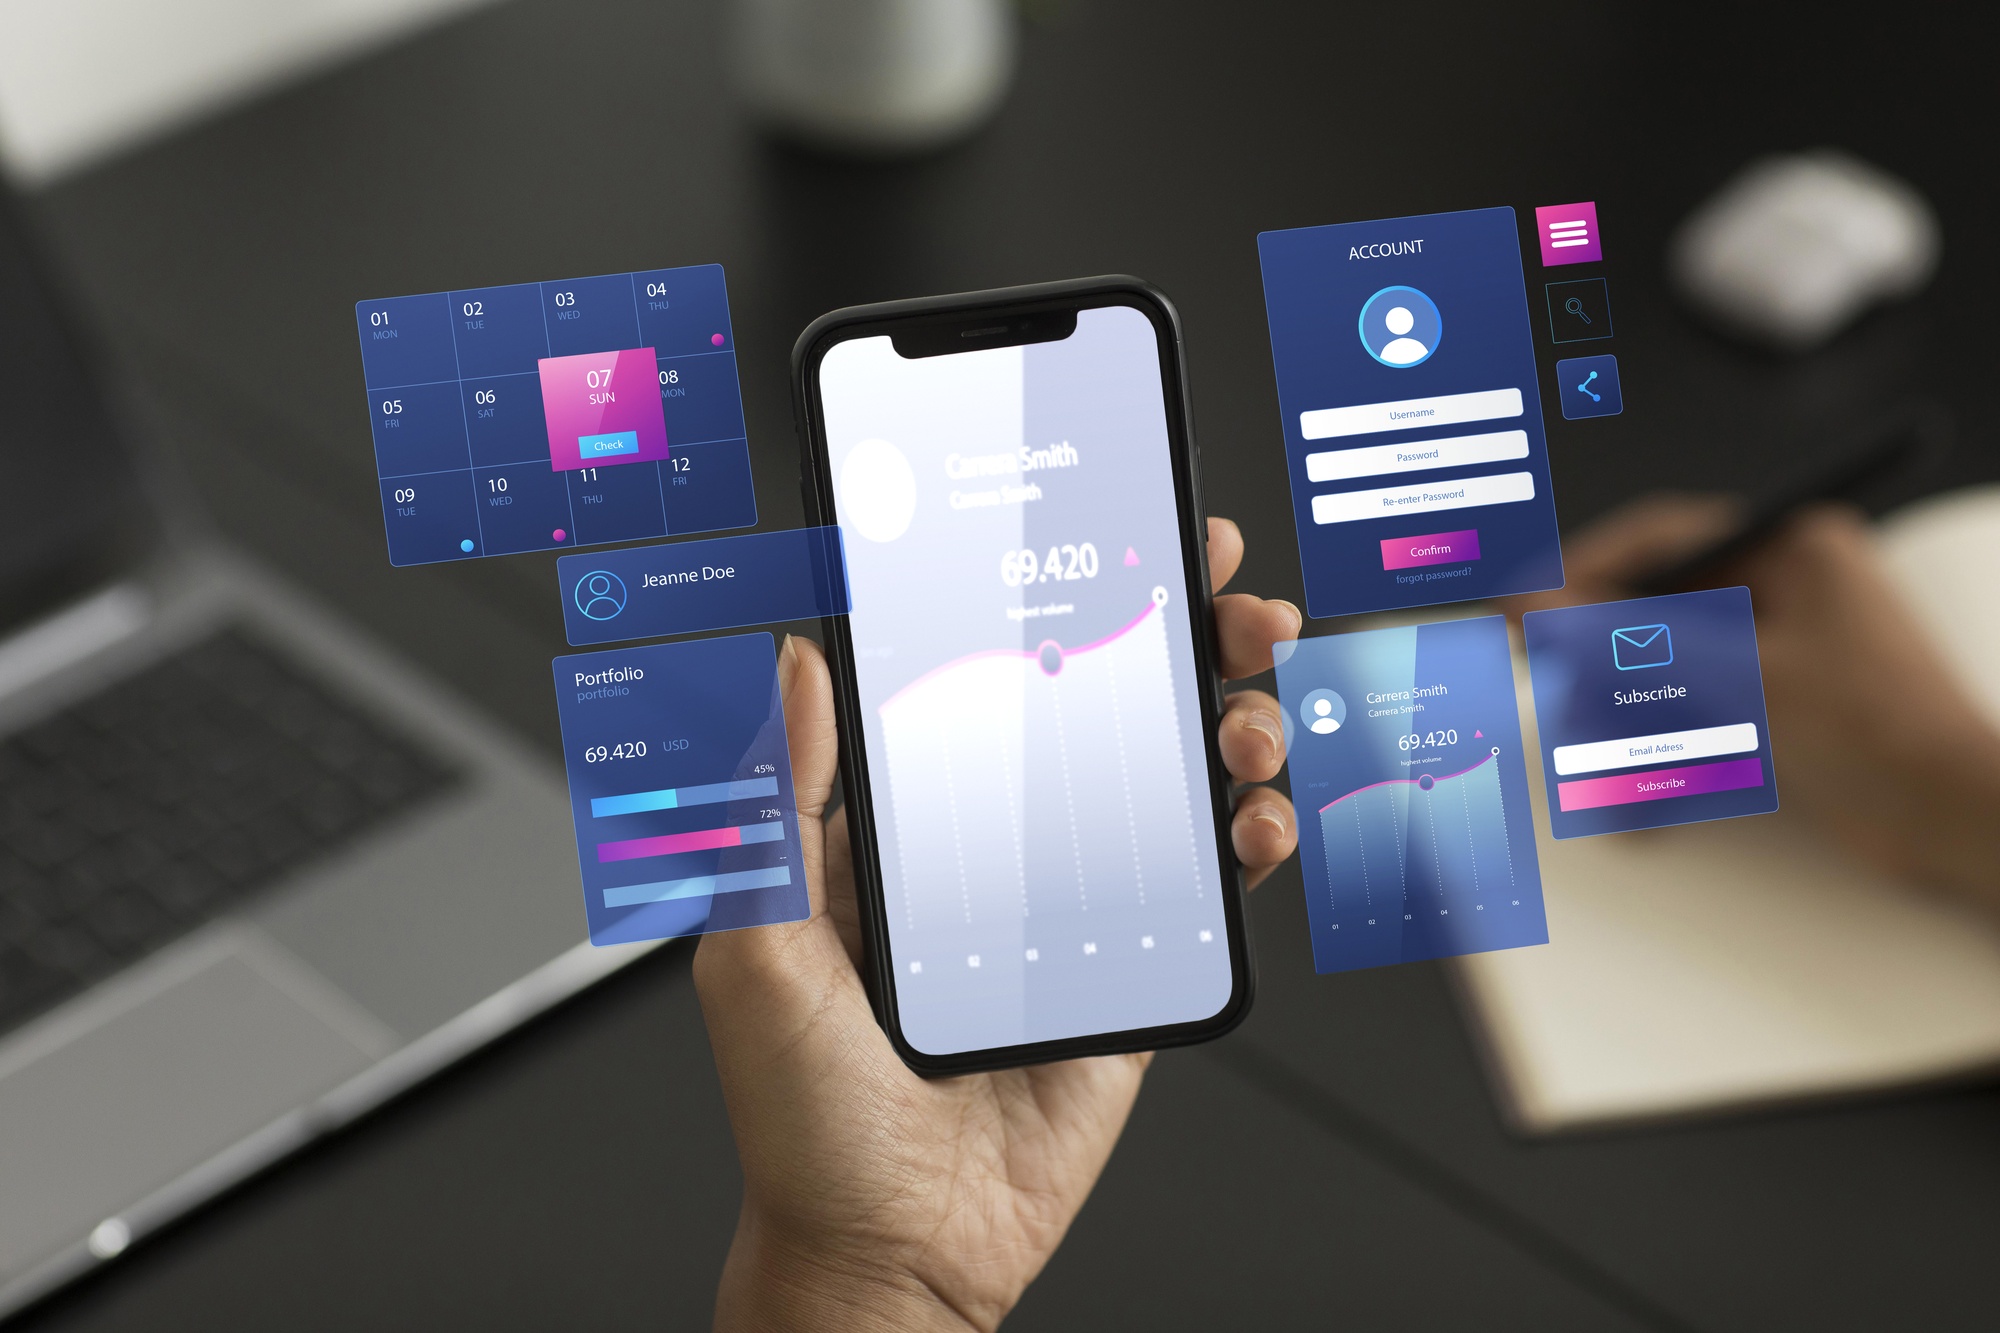 01
MON
02
TUE
03
WED
04
THU
05
FRI
06
SAT
07
SUN
Check
08
MON
09
TUE
10
WED
11
THU
12
FRI
Jeanne Doe
Portfolio
portfolio
69.420 USD
45%
72%
--
Carrera Smith
Carrera Smith
69.420
highest volume
01 02 03 04 05 06
ACCOUNT
Username
Password
Re-enter Password
Confirm
forgot password?
Carrera Smith
Carrera Smith
69.420
highest volume
01 02 03 04 05 06
Subscribe
Email Adress
Subscribe